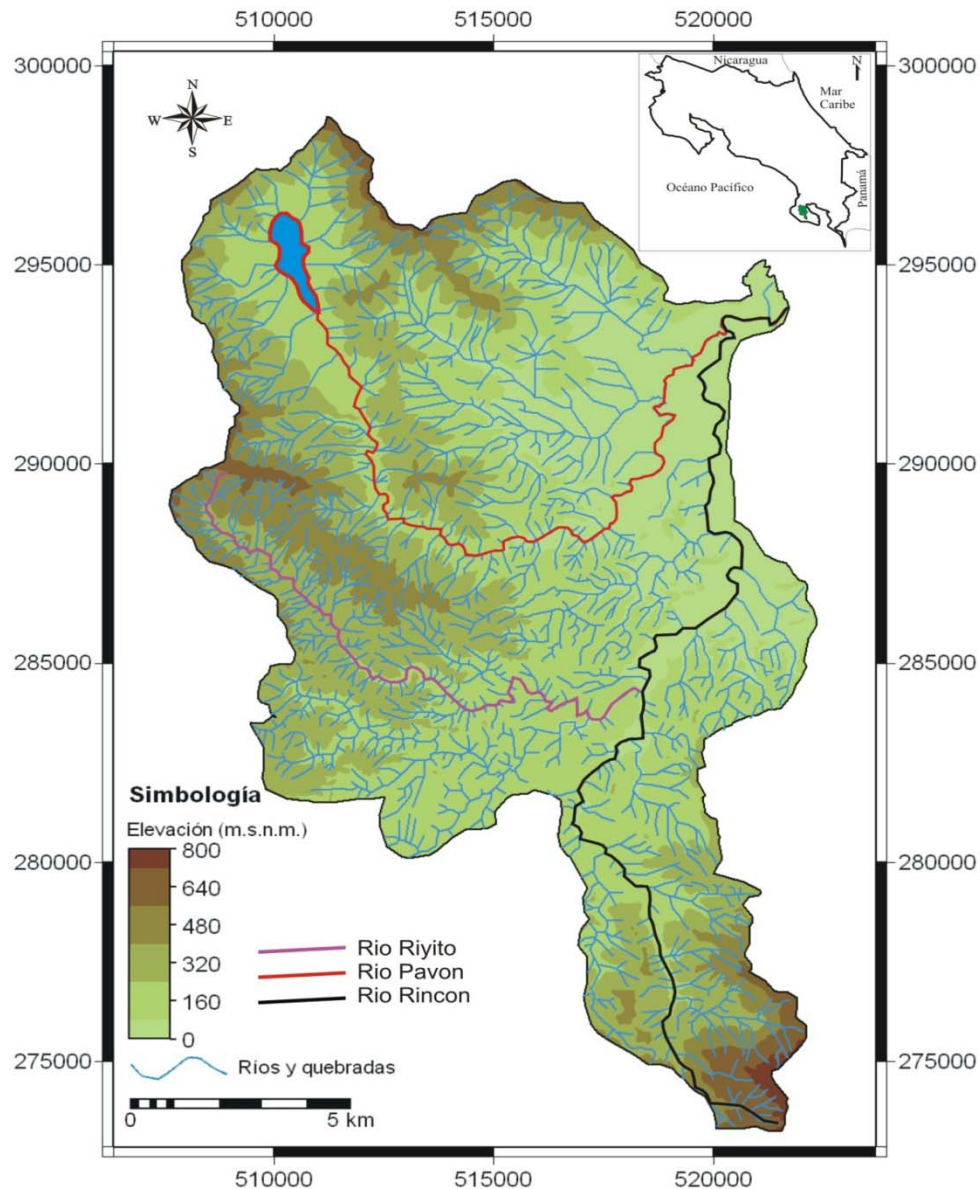 510000 515000 520000
300000
300000
Nicaragua
N
Mar
Caribe
Panamá
Océano Pacífico
N
W E
S
295000
295000
290000
290000
285000
285000
280000
280000
275000
275000
Simbología
Elevación (m.s.n.m.)
800
640
480
320
160
0
Rio Riyito
Rio Pavon
Rio Rincon
Ríos y quebradas
0 5 km
510000 515000 520000